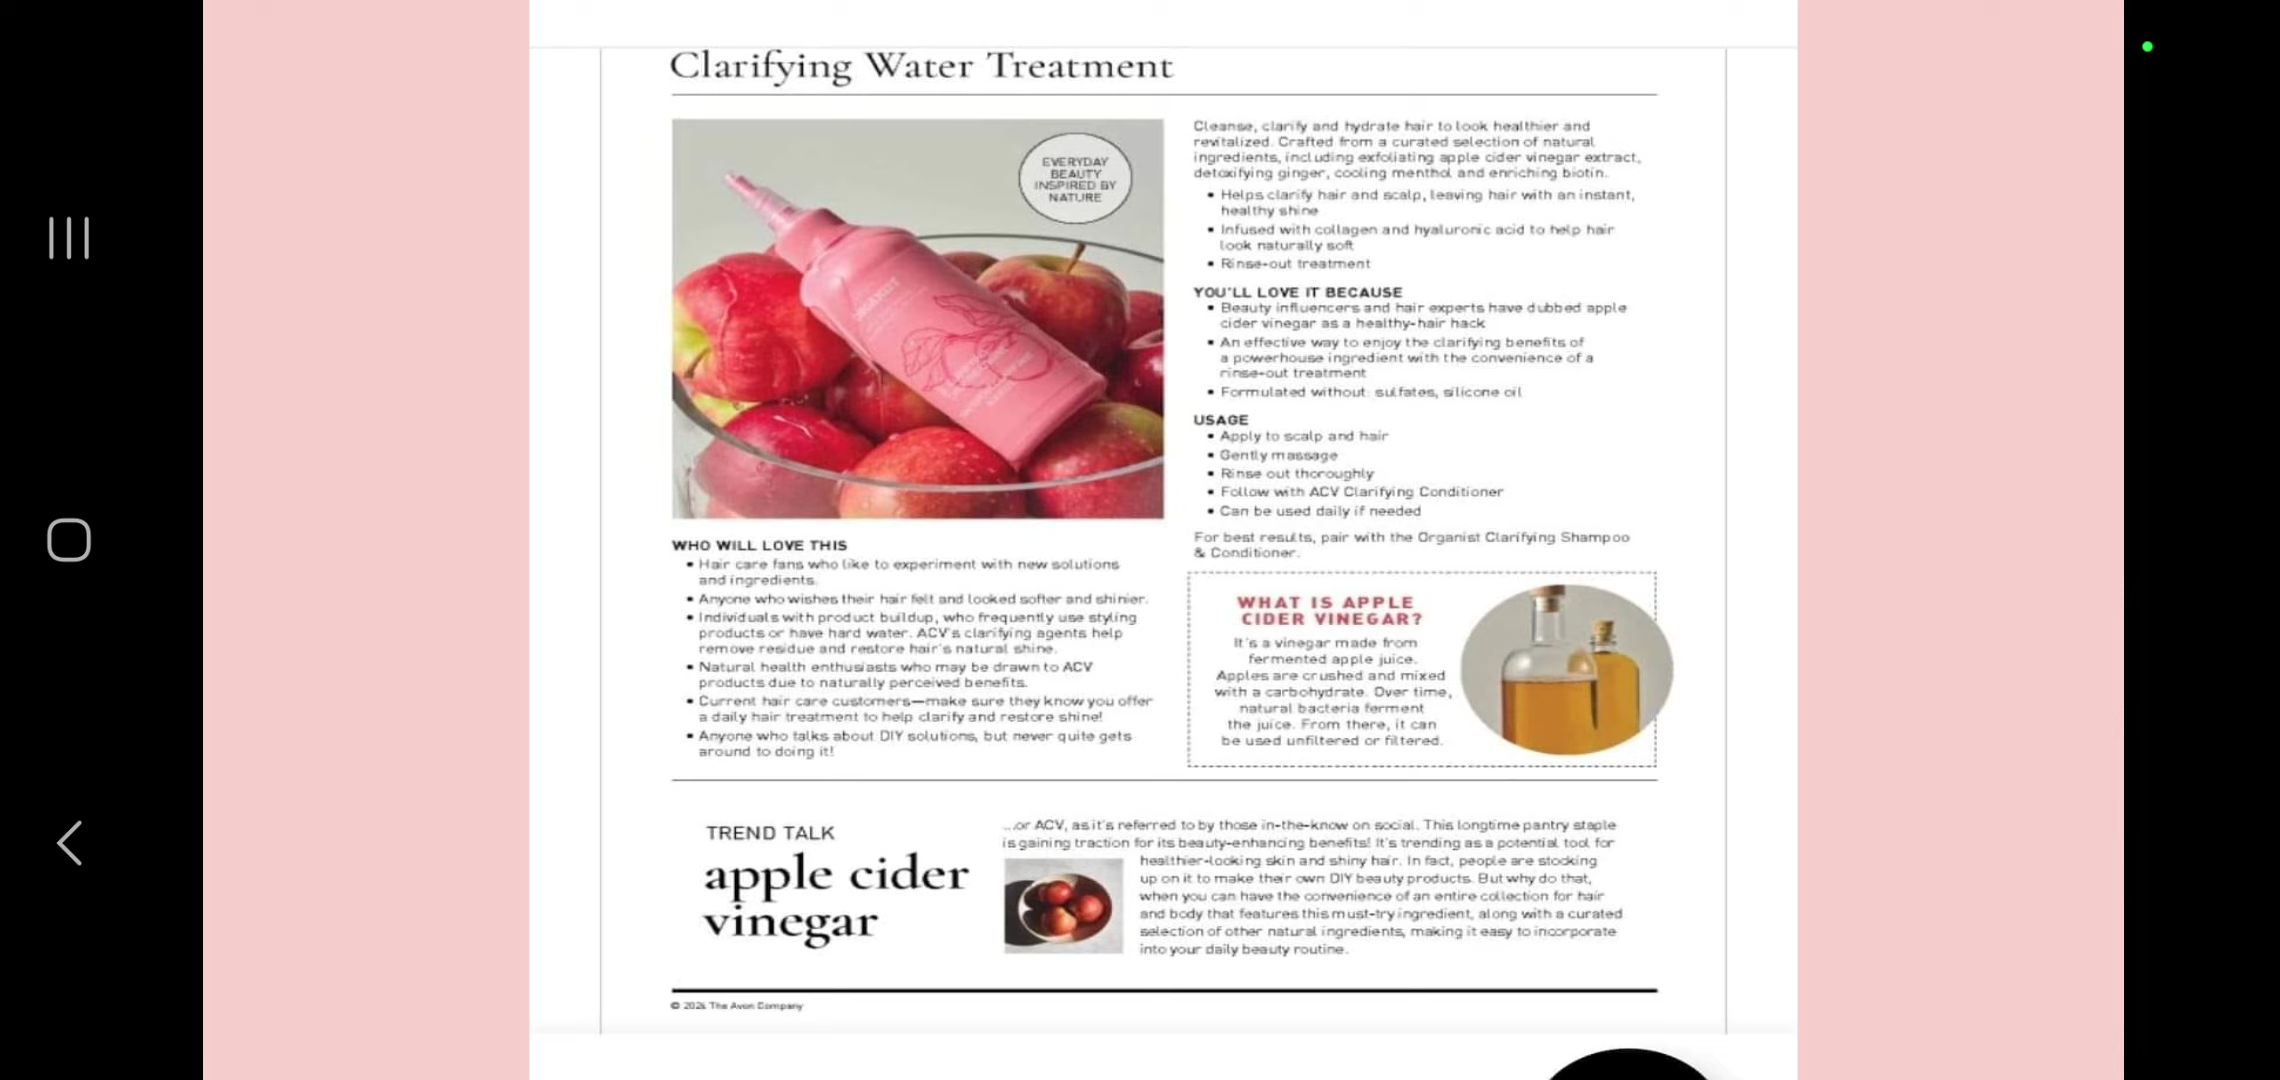 Clarifying Water Treatment
EVERYDAY
BEAUTY
INSPIRED BY
NATURE
Cleanse, clarify and hydrate hair to look healthier and
revitalized. Crafted from a curated selection of natural
ingredients, including exfoliating apple cider vinegar extract,
detoxifying ginger, cooling menthol and enriching biotin.
▪ Helps clarify hair and scalp, leaving hair with an instant,
healthy shine
▪ Infused with collagen and hyaluronic acid to help hair
look naturally soft
▪ Rinse-out treatment
YOU'LL LOVE IT BECAUSE
▪ Beauty influencers and hair experts have dubbed apple
cider vinegar as a healthy-hair hack
▪ An effective way to enjoy the clarifying benefits of
a powerhouse ingredient with the convenience of a
rinse-out treatment
▪ Formulated without: sulfates, silicone oil
USAGE
▪ Apply to scalp and hair
▪ Gently massage
▪ Rinse out thoroughly
▪ Follow with ACV Clarifying Conditioner
▪ Can be used daily if needed
For best results, pair with the Organist Clarifying Shampoo
& Conditioner.
WHO WILL LOVE THIS
▪ Hair care fans who like to experiment with new solutions
and ingredients.
▪ Anyone who wishes their hair felt and looked softer and shinier.
▪ Individuals with product buildup, who frequently use styling
products or have hard water. ACV's clarifying agents help
remove residue and restore hair's natural shine.
▪ Natural health enthusiasts who may be drawn to ACV
products due to naturally perceived benefits.
▪ Current hair care customers—make sure they know you offer
a daily hair treatment to help clarify and restore shine!
▪ Anyone who talks about DIY solutions, but never quite gets
around to doing it!
WHAT IS APPLE
CIDER VINEGAR?
It's a vinegar made from
fermented apple juice.
Apples are crushed and mixed
with a carbohydrate. Over time,
natural bacteria ferment
the juice. From there, it can
be used unfiltered or filtered.
TREND TALK
apple cider
vinegar
...or ACV, as it's referred to by those in-the-know on social. This longtime pantry staple
is gaining traction for its beauty-enhancing benefits! It's trending as a potential tool for
healthier-looking skin and shiny hair. In fact, people are stocking
up on it to make their own DIY beauty products. But why do that,
when you can have the convenience of an entire collection for hair
and body that features this must-try ingredient, along with a curated
selection of other natural ingredients, making it easy to incorporate
into your daily beauty routine.
© 2024 The Avon Company